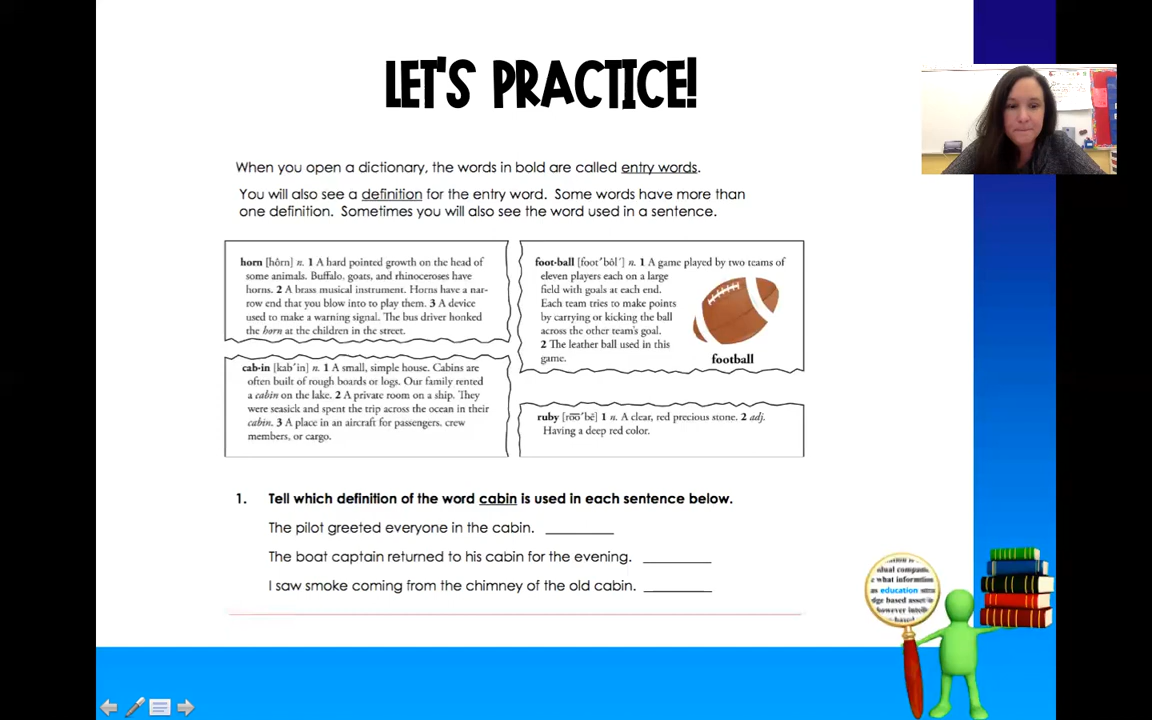 LET'S PRACTICE!
When you open a dictionary, the words in bold are called entry words.
You will also see a definition for the entry word. Some words have more than
one definition. Sometimes you will also see the word used in a sentence.
horn [hôrn] n. 1 A hard pointed growth on the head of
some animals. Buffalo, goats, and rhinoceroses have
horns. 2 A brass musical instrument. Horns have a nar-
row end that you blow into to play them. 3 A device
used to make a warning signal. The bus driver honked
the horn at the children in the street.
cab·in [kab′in] n. 1 A small, simple house. Cabins are
often built of rough boards or logs. Our family rented
a cabin on the lake. 2 A private room on a ship. They
were seasick and spent the trip across the ocean in their
cabin. 3 A place in an aircraft for passengers, crew
members, or cargo.
foot·ball [foot′bôl′] n. 1 A game played by two teams of
eleven players each on a large
field with goals at each end.
Each team tries to make points
by carrying or kicking the ball
across the other team's goal.
2 The leather ball used in this
game.
football
ruby [ro͞o′bē] 1 n. A clear, red precious stone. 2 adj.
Having a deep red color.
1. Tell which definition of the word cabin is used in each sentence below.
The pilot greeted everyone in the cabin. ________
The boat captain returned to his cabin for the evening. ________
I saw smoke coming from the chimney of the old cabin. ________
what information
education